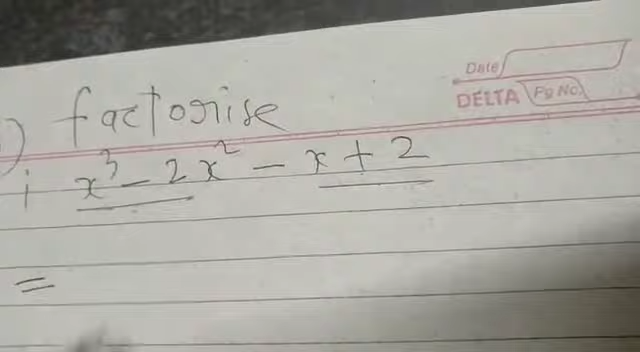 Date
DELTA Pg No.
) factorise
i x³ - 2x² - x + 2
=